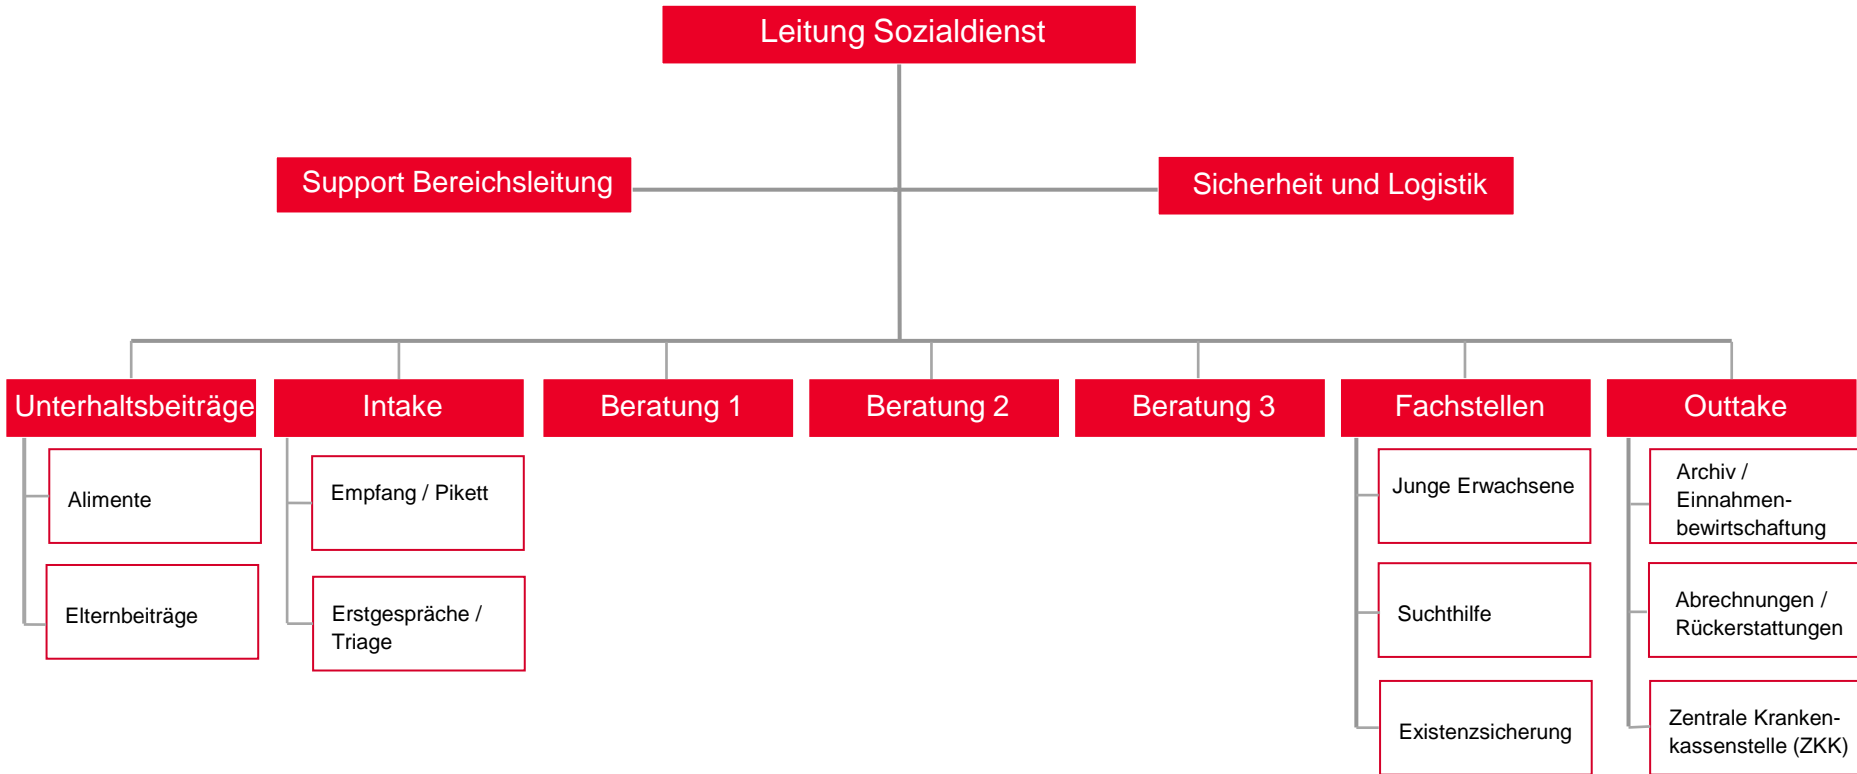 Leitung Sozialdienst
Support Bereichsleitung
Sicherheit und Logistik
Unterhaltsbeiträge
Intake
Beratung 1
Beratung 2
Beratung 3
Fachstellen
Outtake
Alimente
Elternbeiträge
Empfang / Pikett
Erstgespräche /
Triage
Junge Erwachsene
Suchthilfe
Existenzsicherung
Archiv /
Einnahmen-
bewirtschaftung
Abrechnungen /
Rückerstattungen
Zentrale Kranken-
kassenstelle (ZKK)